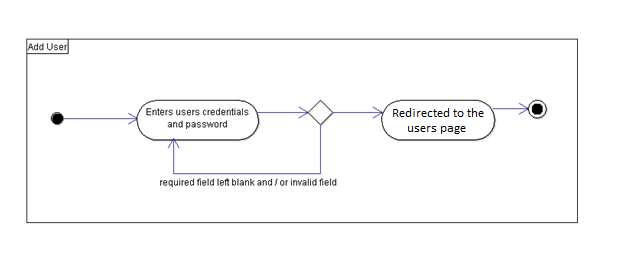 Add User
Enters users credentials
and password
Redirected to the
users page
required field left blank and / or invalid field